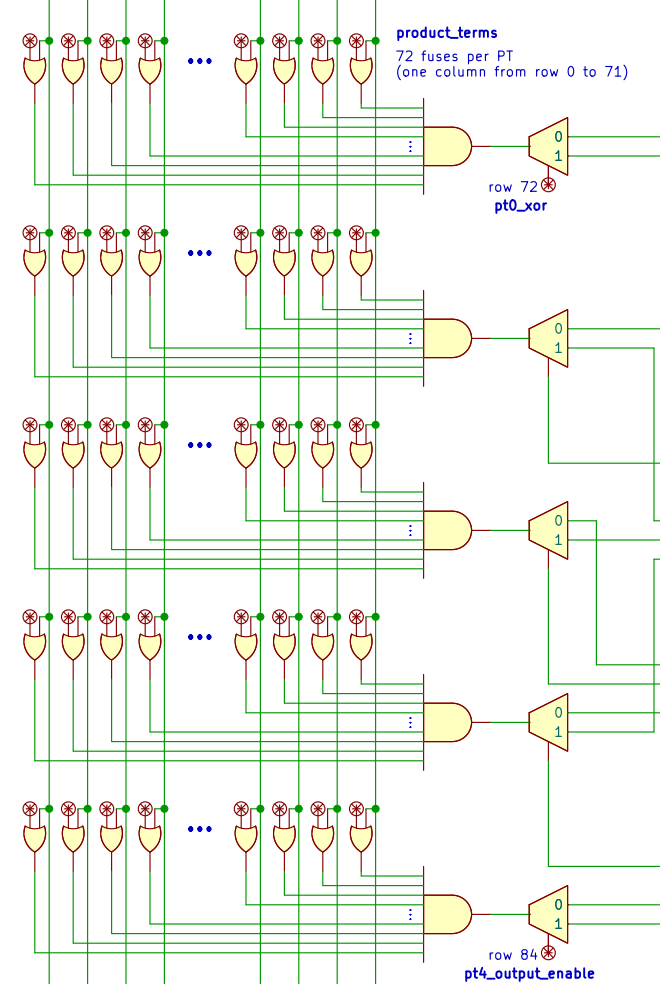 product_terms
72 fuses per PT
(one column from row 0 to 71)
0
1
row 72
pt0_xor
0
1
0
1
0
1
0
1
row 84
pt4_output_enable